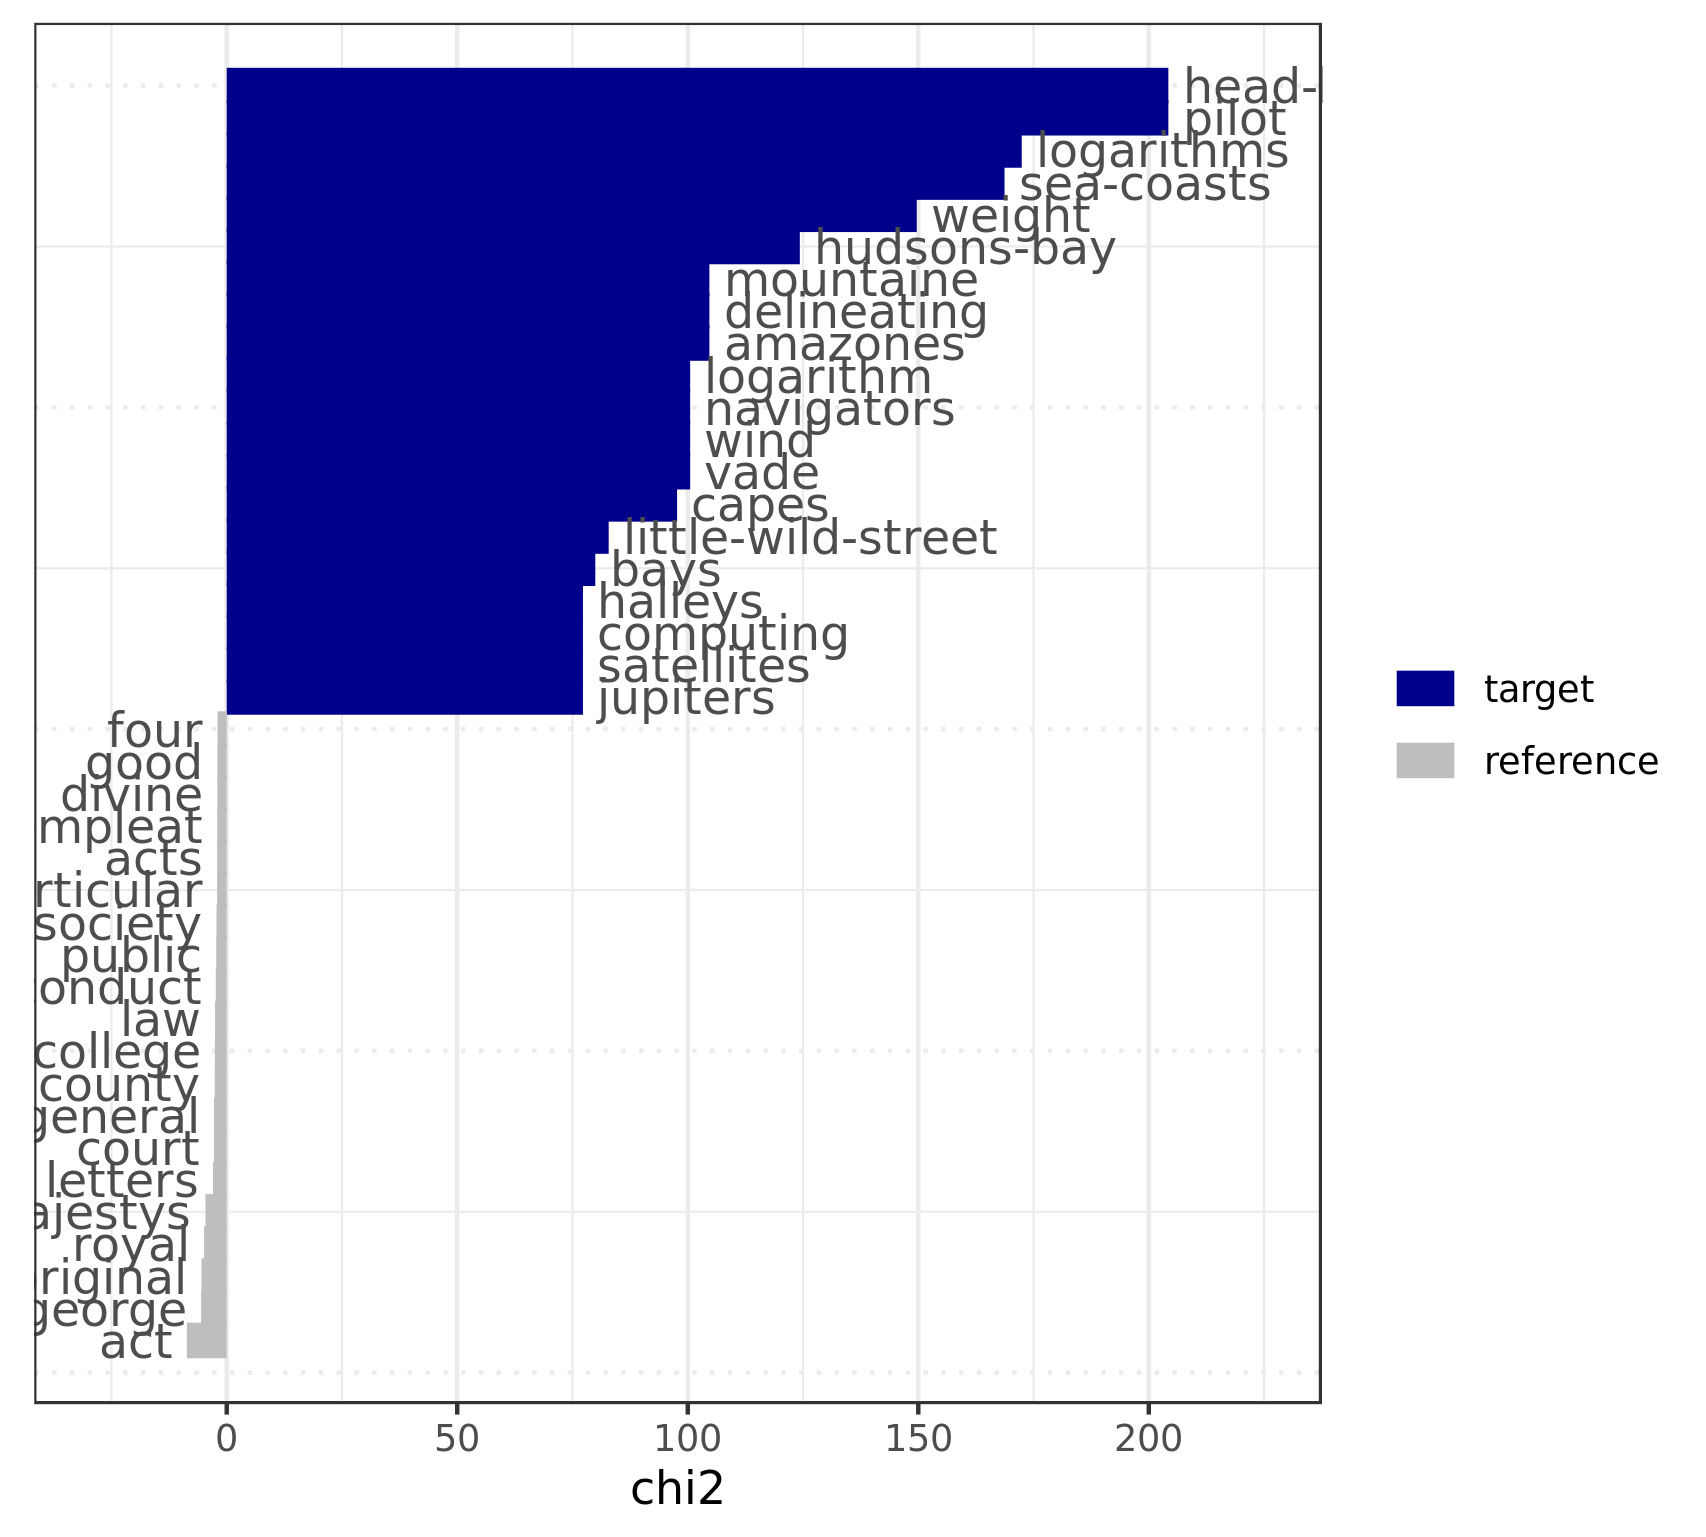 head-
pilot
logarithms
sea-coasts
weight
hudsons-bay
mountaine
delineating
amazones
logarithm
navigators
wind
vade
capes
little-wild-street
bays
halleys
computing
satellites
jupiters
four
good
divine
mpleat
acts
rticular
society
public
onduct
law
college
county
general
court
letters
ajestys
royal
riginal
george
act
target
reference
0 50 100 150 200
chi2